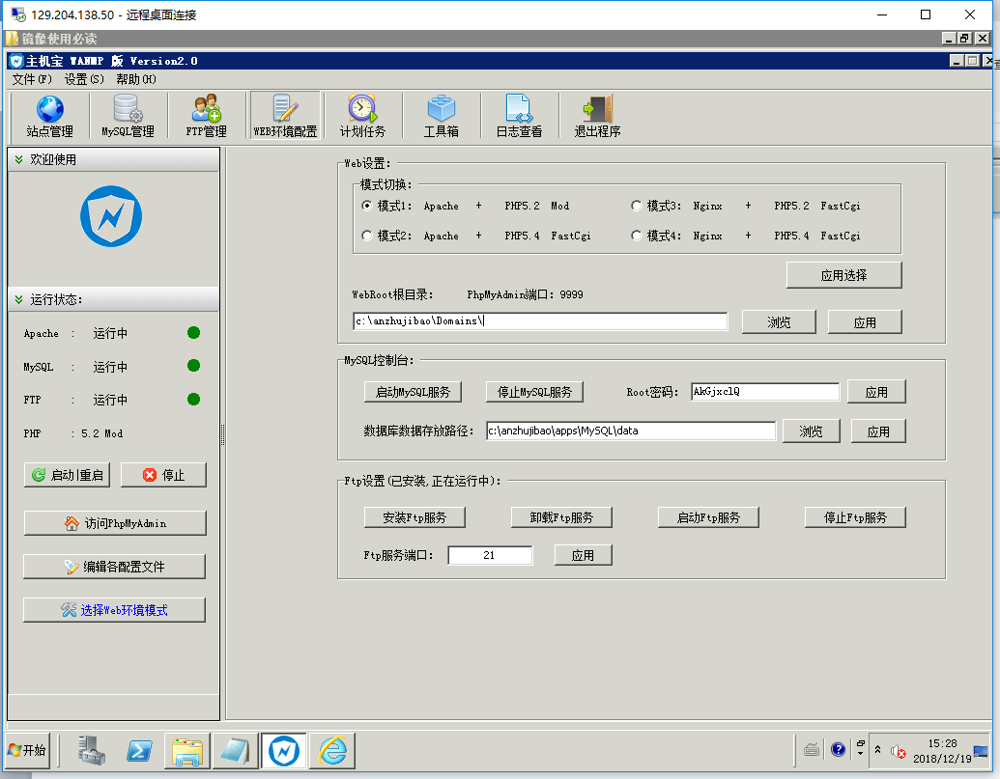 129.204.138.50 - 远程桌面连接
镜像使用必读
主机宝 WANMP 版 Version2.0
文件(F) 设置(S) 帮助(H)
站点管理 MySQL管理 FTP管理 WEB环境配置 计划任务 工具箱 日志查看 退出程序
欢迎使用
运行状态:
Apache : 运行中
MySQL : 运行中
FTP : 运行中
PHP : 5.2 Mod
启动|重启 停止
访问PhpMyAdmin
编辑各配置文件
选择Web环境模式
Web设置:
模式切换:
模式1: Apache + PHP5.2 Mod 模式3: Nginx + PHP5.2 FastCgi
模式2: Apache + PHP5.4 FastCgi 模式4: Nginx + PHP5.4 FastCgi
应用选择
WebRoot根目录: PhpMyAdmin端口: 9999
c:\anzhujibao\Domains\
浏览 应用
MySQL控制台:
启动MySQL服务 停止MySQL服务 Root密码: AkGjxclQ 应用
数据库数据存放路径: c:\anzhujibao\apps\MySQL\data 浏览 应用
Ftp设置(已安装,正在运行中):
安装Ftp服务 卸载Ftp服务 启动Ftp服务 停止Ftp服务
Ftp服务端口: 21 应用
开始
15:28
2018/12/19